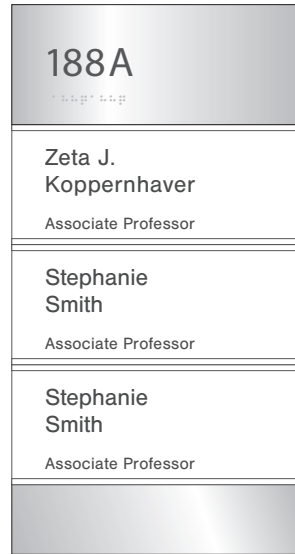 188A
Zeta J.
Koppernhaver
Associate Professor
Stephanie
Smith
Associate Professor
Stephanie
Smith
Associate Professor